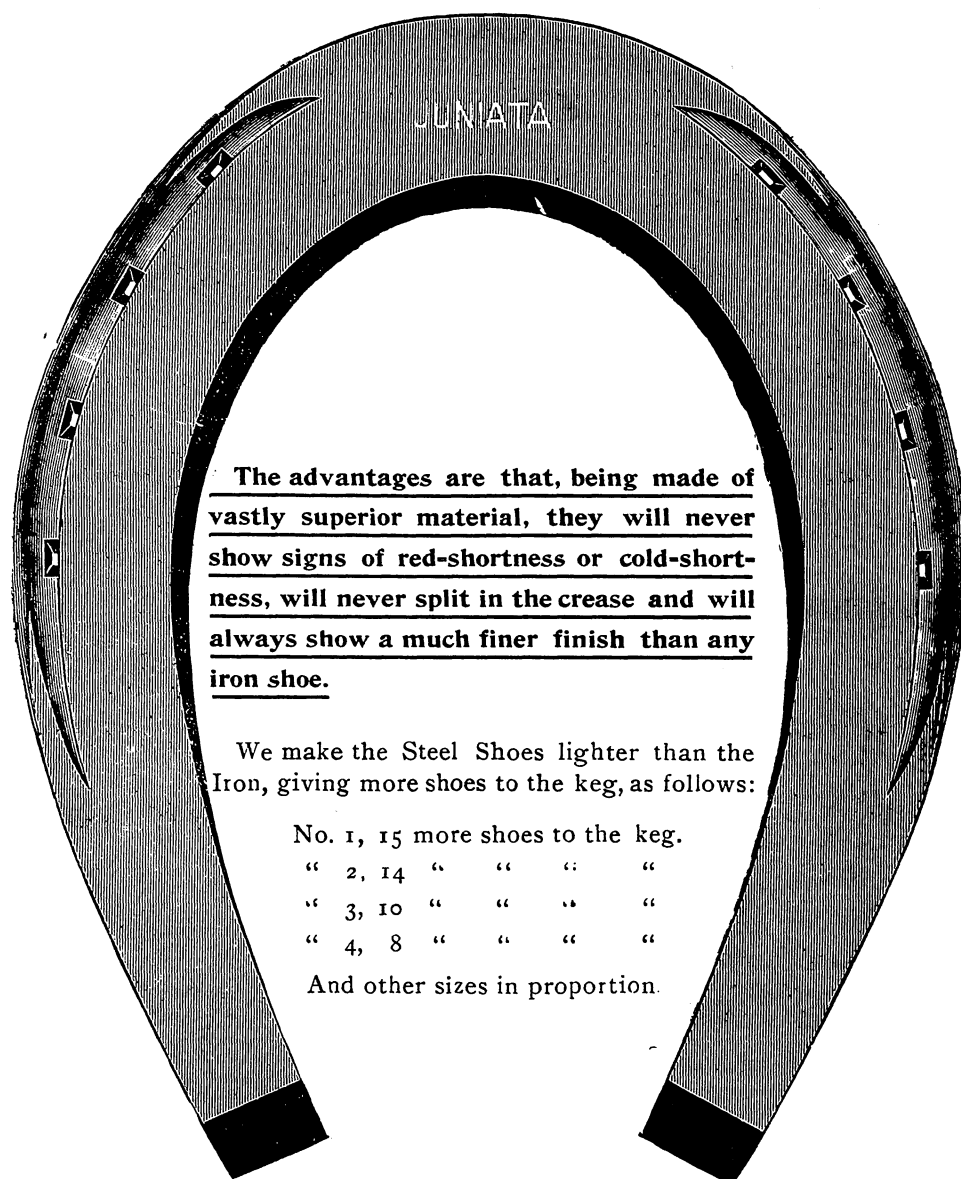 JUNIATA
The advantages are that, being made of
vastly superior material, they will never
show signs of red-shortness or cold-short-
ness, will never split in the crease and will
always show a much finer finish than any
iron shoe.
We make the Steel Shoes lighter than the
Iron, giving more shoes to the keg, as follows:
No. 1, 15 more shoes to the keg.
“ 2, 14 “ “ “ “
“ 3, 10 “ “ “ “
“ 4, 8 “ “ “ “
And other sizes in proportion.